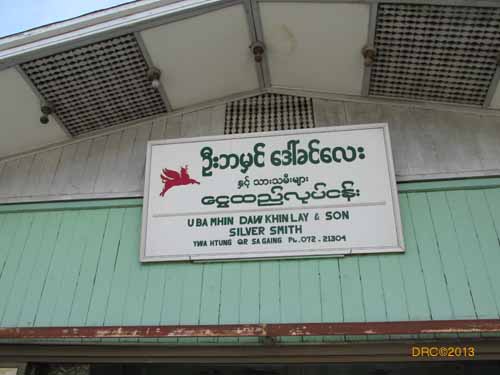 ဦးဘမှင် ဒေါ်ခင်လေး
နှင့် သားသမီးများ
ငွေထည်လုပ်ငန်း
U BA MHIN DAW KHIN LAY & SON
SILVER SMITH
YWA HTUNG QR SAGAING PH. 072 - 21304
DRC©2013